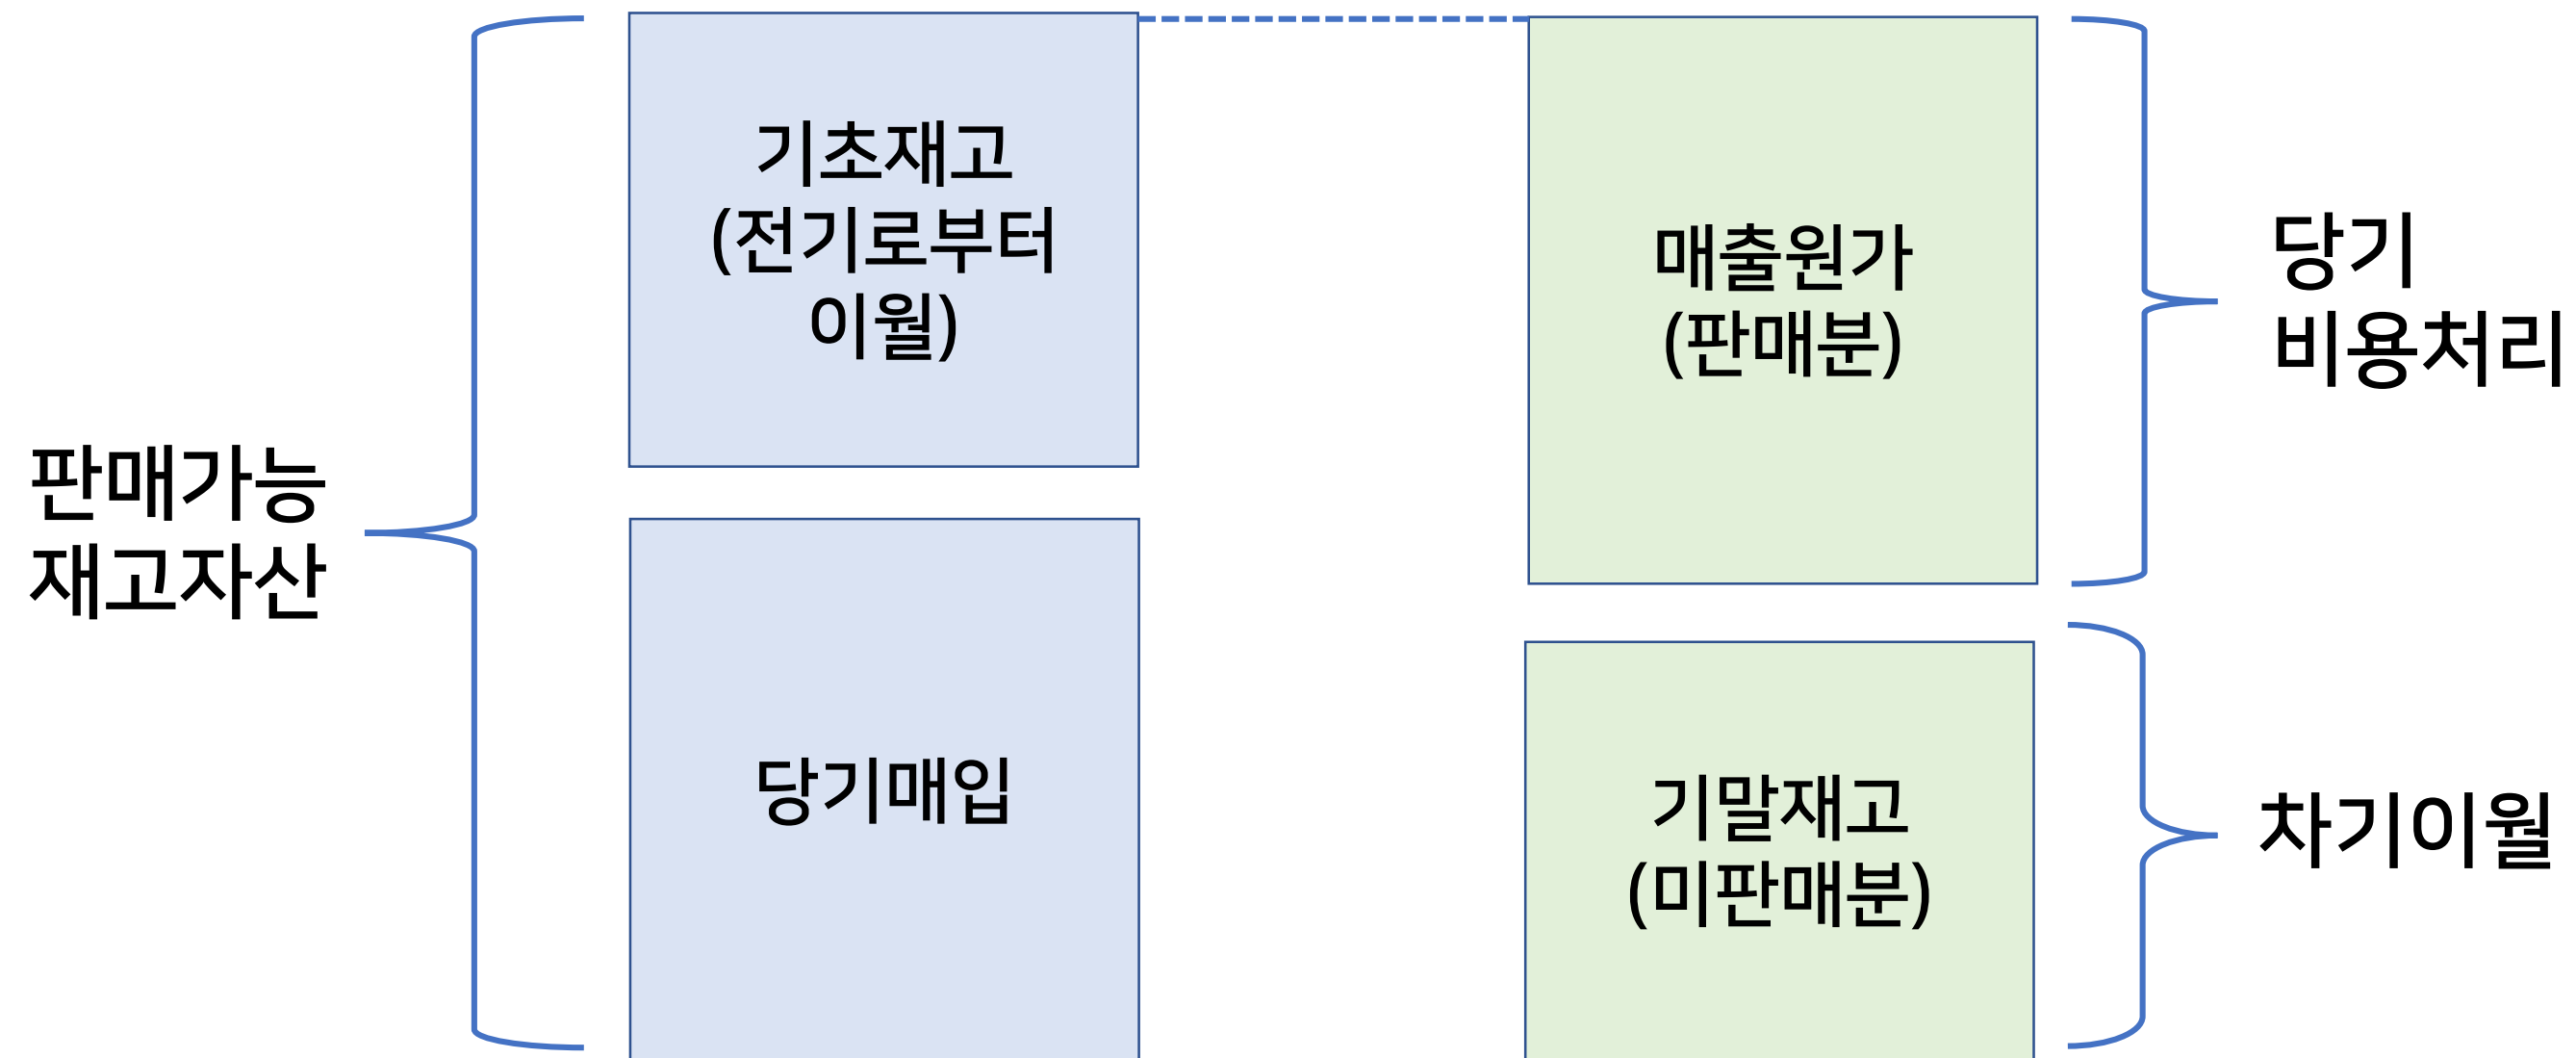 판매가능
재고자산
기초재고
(전기로부터
이월)
당기매입
매출원가
(판매분)
기말재고
(미판매분)
당기
비용처리
차기이월